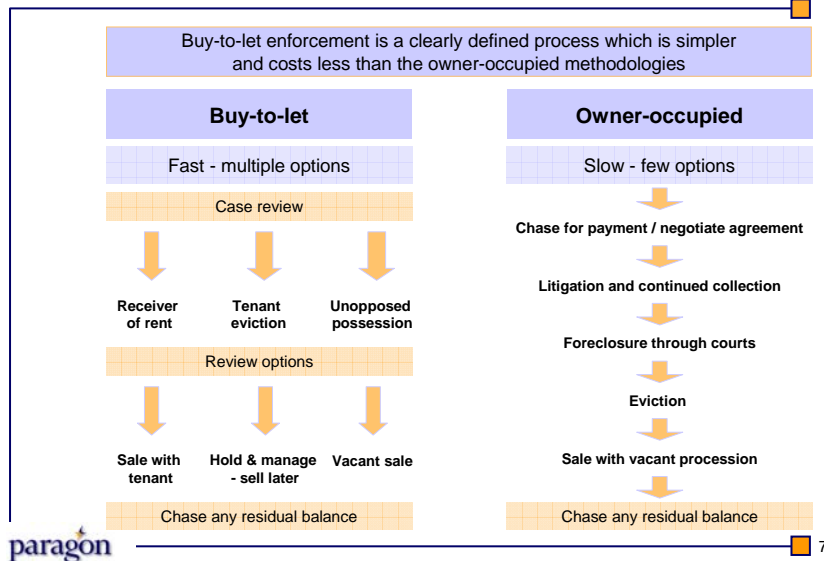 Buy-to-let enforcement is a clearly defined process which is simpler
and costs less than the owner-occupied methodologies
Buy-to-let
Fast - multiple options
Case review
Receiver
of rent
Tenant
eviction
Unopposed
possession
Review options
Sale with
tenant
Hold & manage
- sell later
Vacant sale
Chase any residual balance
Owner-occupied
Slow - few options
Chase for payment / negotiate agreement
Litigation and continued collection
Foreclosure through courts
Eviction
Sale with vacant procession
Chase any residual balance
paragon
7